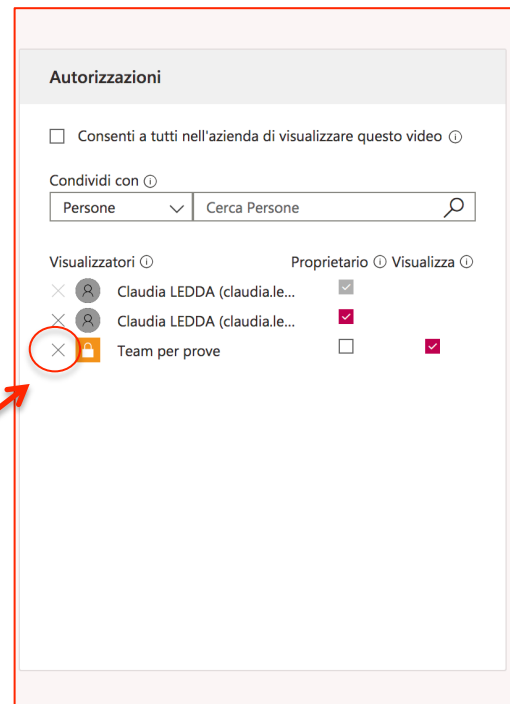 Autorizzazioni
Consenti a tutti nell'azienda di visualizzare questo video
Condividi con
Persone Cerca Persone
Visualizzatori Proprietario Visualizza
Claudia LEDDA (claudia.le...
Claudia LEDDA (claudia.le...
Team per prove